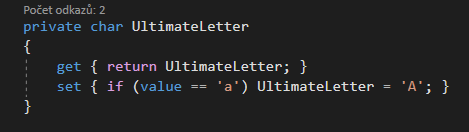 Počet odkazů: 2
private char UltimateLetter
{
get { return UltimateLetter; }
set { if (value == 'a') UltimateLetter = 'A'; }
}